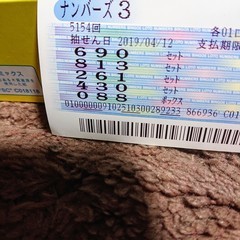 ナンバーズ3
5154回 各01口
抽せん日 2019/04/12 支払期限
690 セット
813 セット
261 セット
430 セット
088 ボックス
866936 C01